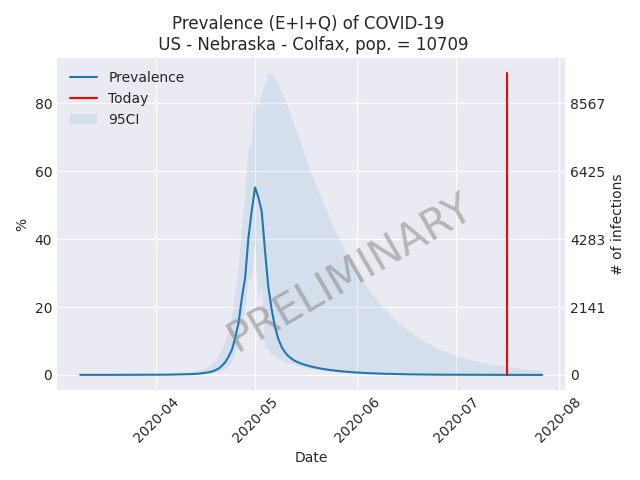 Prevalence (E+I+Q) of COVID-19
US - Nebraska - Colfax, pop. = 10709
Prevalence
Today
95CI
80
60
40
20
0
%
8567
6425
4283
2141
0
# of infections
PRELIMINARY
2020-04
2020-05
2020-06
2020-07
2020-08
Date